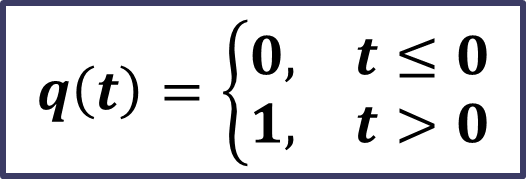 q(t) = { 0, t ≤ 0
1, t > 0